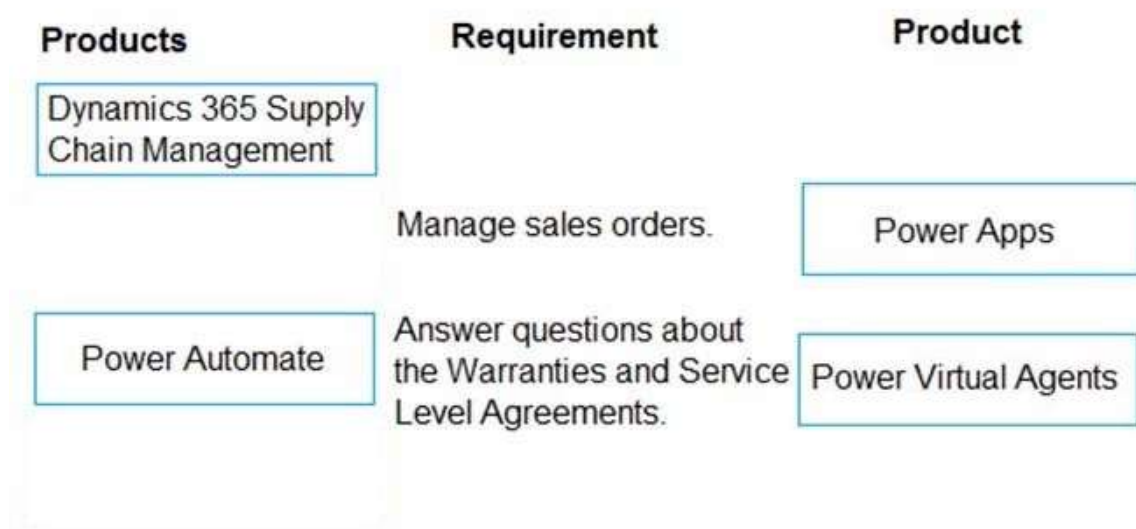 Products
Requirement
Product
Dynamics 365 Supply
Chain Management
Manage sales orders.
Power Apps
Power Automate
Answer questions about
the Warranties and Service
Level Agreements.
Power Virtual Agents